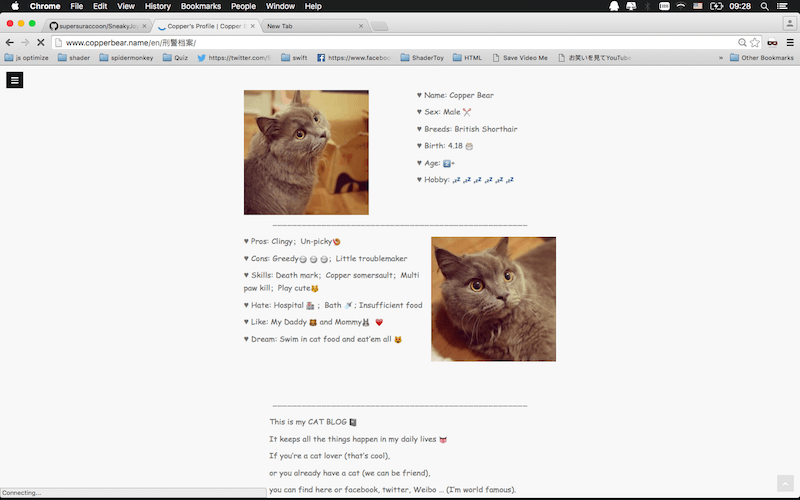 Chrome File Edit View History Bookmarks People Window Help 09:28
supersuraccoon/SneakyJo
Copper's Profile | Copper B
New Tab
www.copperbear.name/en/刑警档案/
js optimize shader spidermonkey Quiz https://twitter.com/t swift https://www.faceboo ShaderToy HTML Save Video Me お笑いを見てYouTube » Other Bookmarks
♥ Name: Copper Bear
♥ Sex: Male
♥ Breeds: British Shorthair
♥ Birth: 4.18
♥ Age:
♥ Hobby: 💤 💤 💤 💤 💤 💤
♥ Pros: Clingy; Un-picky
♥ Cons: Greedy ; Little troublemaker
♥ Skills: Death mark; Copper somersault; Multi
paw kill; Play cute
♥ Hate: Hospital ; Bath ; Insufficient food
♥ Like: My Daddy and Mommy
♥ Dream: Swim in cat food and eat'em all
This is my CAT BLOG
It keeps all the things happen in my daily lives
If you're a cat lover (that's cool),
or you already have a cat (we can be friend),
you can find here or facebook, twitter, Weibo ... (I'm world famous).
Connecting...